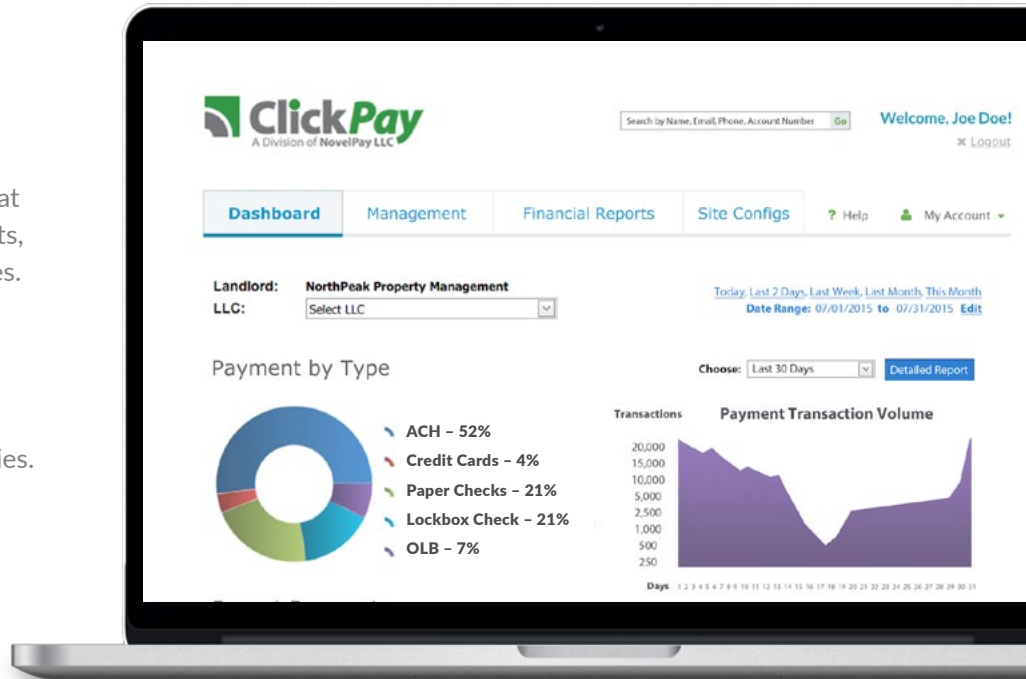 at
ts,
es.
ies.
ClickPay
A Division of NovelPay LLC
Search by Name, Email, Phone, Account Number Go
Welcome, Joe Doe!
Logout
Dashboard Management Financial Reports Site Configs ? Help My Account
Landlord: NorthPeak Property Management
LLC: Select LLC
Today, Last 2 Days, Last Week, Last Month, This Month
Date Range: 07/01/2015 to 07/31/2015 Edit
Payment by Type
Choose: Last 30 Days Detailed Report
ACH – 52%
Credit Cards – 4%
Paper Checks – 21%
Lockbox Check – 21%
OLB – 7%
Transactions Payment Transaction Volume
20,000
15,000
10,000
5,000
2,500
1,000
500
250
Days 1 2 3 4 5 6 7 8 9 10 11 12 13 14 15 16 17 18 19 20 21 22 23 24 25 26 27 28 29 30 31